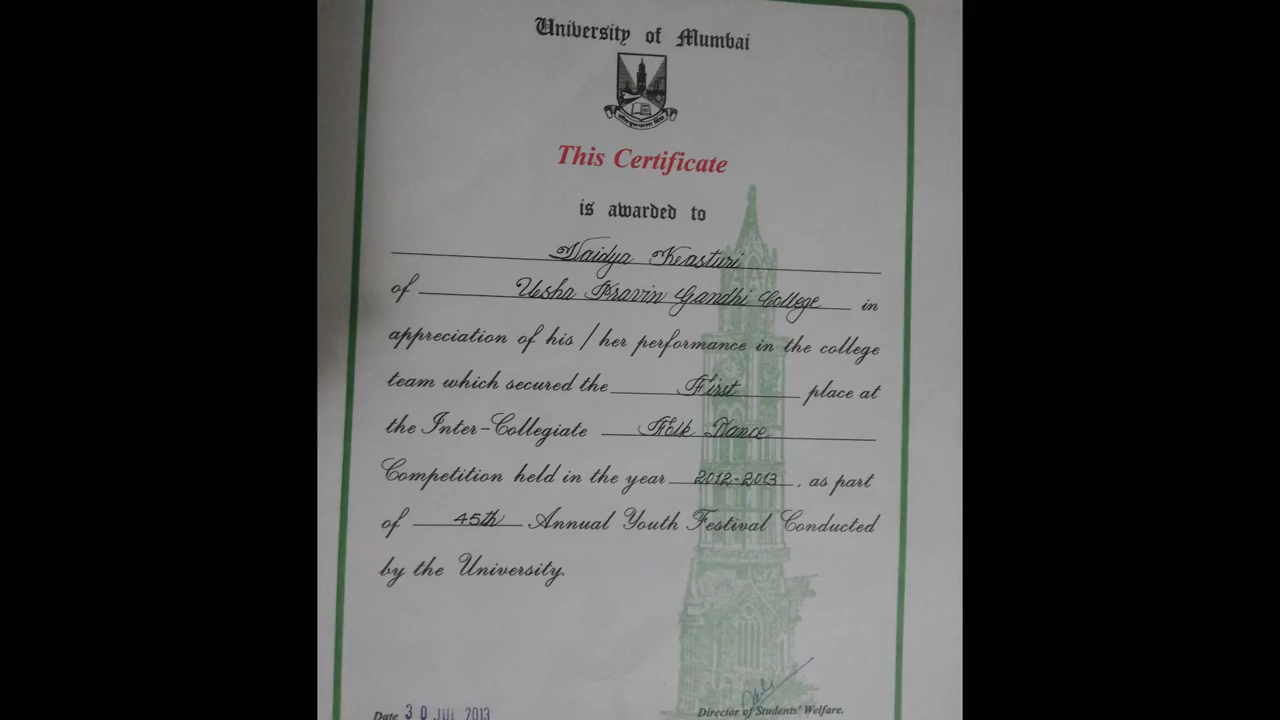 University of Mumbai
This Certificate
is awarded to
Vaidya Keasturi
of Usha Pravin Gandhi College in
appreciation of his / her performance in the college
team which secured the First place at
the Inter-Collegiate Folk Dance
Competition held in the year 2012-2013, as part
of 45th Annual Youth Festival Conducted
by the University.
Director of Students' Welfare.
Date 30 JUL 2013